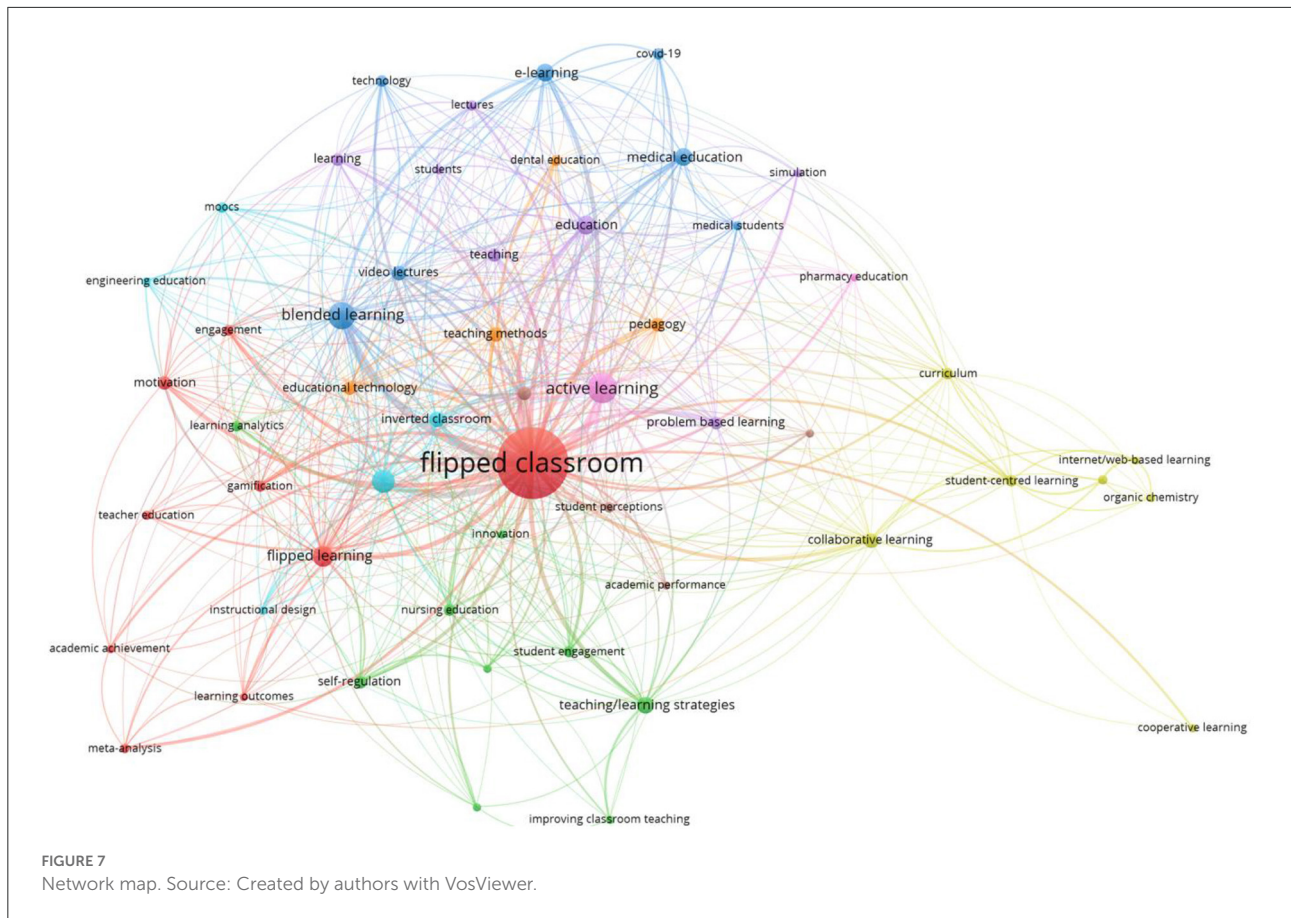 covid-19
e-learning
technology
lectures
medical education
learning
dental education
students
simulation
moocs
education
medical students
teaching
video lectures
pharmacy education
engineering education
blended learning
pedagogy
engagement
teaching methods
curriculum
motivation
educational technology
active learning
inverted classroom
problem based learning
learning analytics
flipped classroom
internet/web-based learning
student-centred learning
gamification
organic chemistry
student perceptions
teacher education
innovation
collaborative learning
flipped learning
academic performance
instructional design
nursing education
academic achievement
student engagement
self-regulation
learning outcomes
teaching/learning strategies
cooperative learning
meta-analysis
improving classroom teaching
FIGURE 7
Network map. Source: Created by authors with VosViewer.